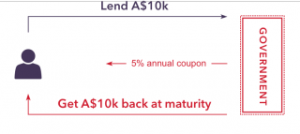 Lend A$10k
5% annual coupon
GOVERNMENT
Get A$10k back at maturity